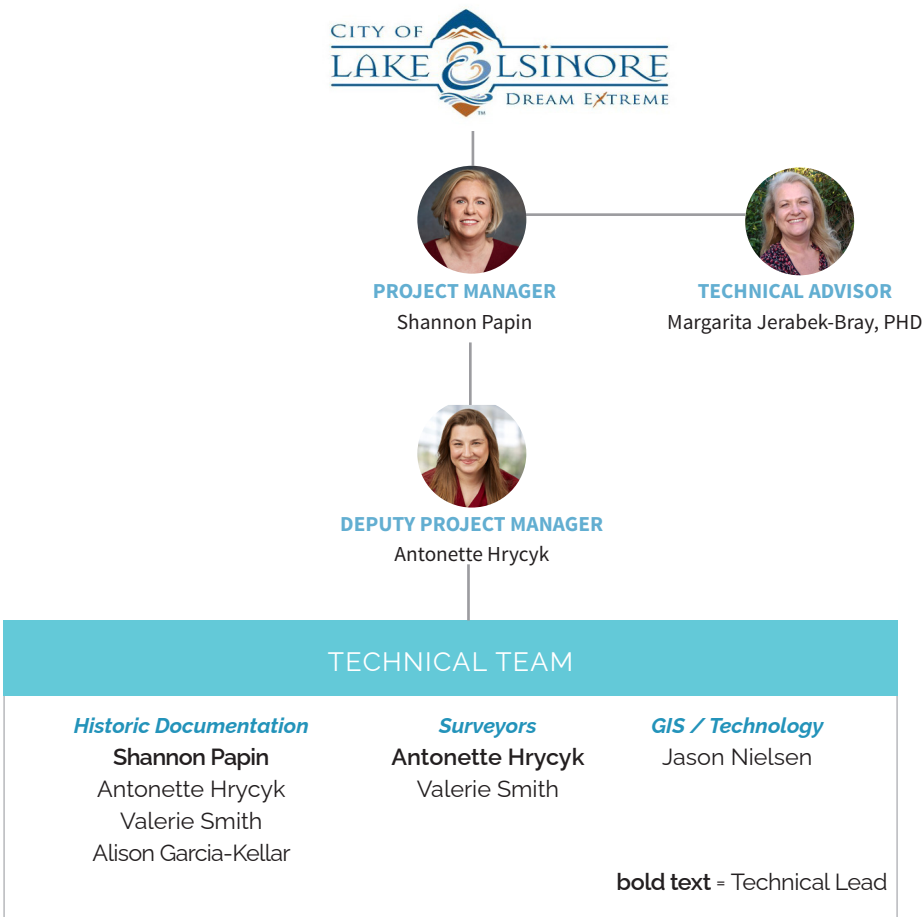 CITY OF
LAKE ELSINORE
DREAM EXTREME
TM
PROJECT MANAGER
Shannon Papin
TECHNICAL ADVISOR
Margarita Jerabek-Bray, PHD
DEPUTY PROJECT MANAGER
Antonette Hrycyk
TECHNICAL TEAM
Historic Documentation
Shannon Papin
Antonette Hrycyk
Valerie Smith
Alison Garcia-Kellar
Surveyors
Antonette Hrycyk
Valerie Smith
GIS / Technology
Jason Nielsen
bold text = Technical Lead